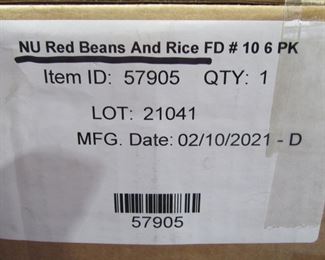 NU Red Beans And Rice FD # 10 6 PK
Item ID: 57905 QTY: 1
LOT: 21041
MFG. Date: 02/10/2021 - D
57905